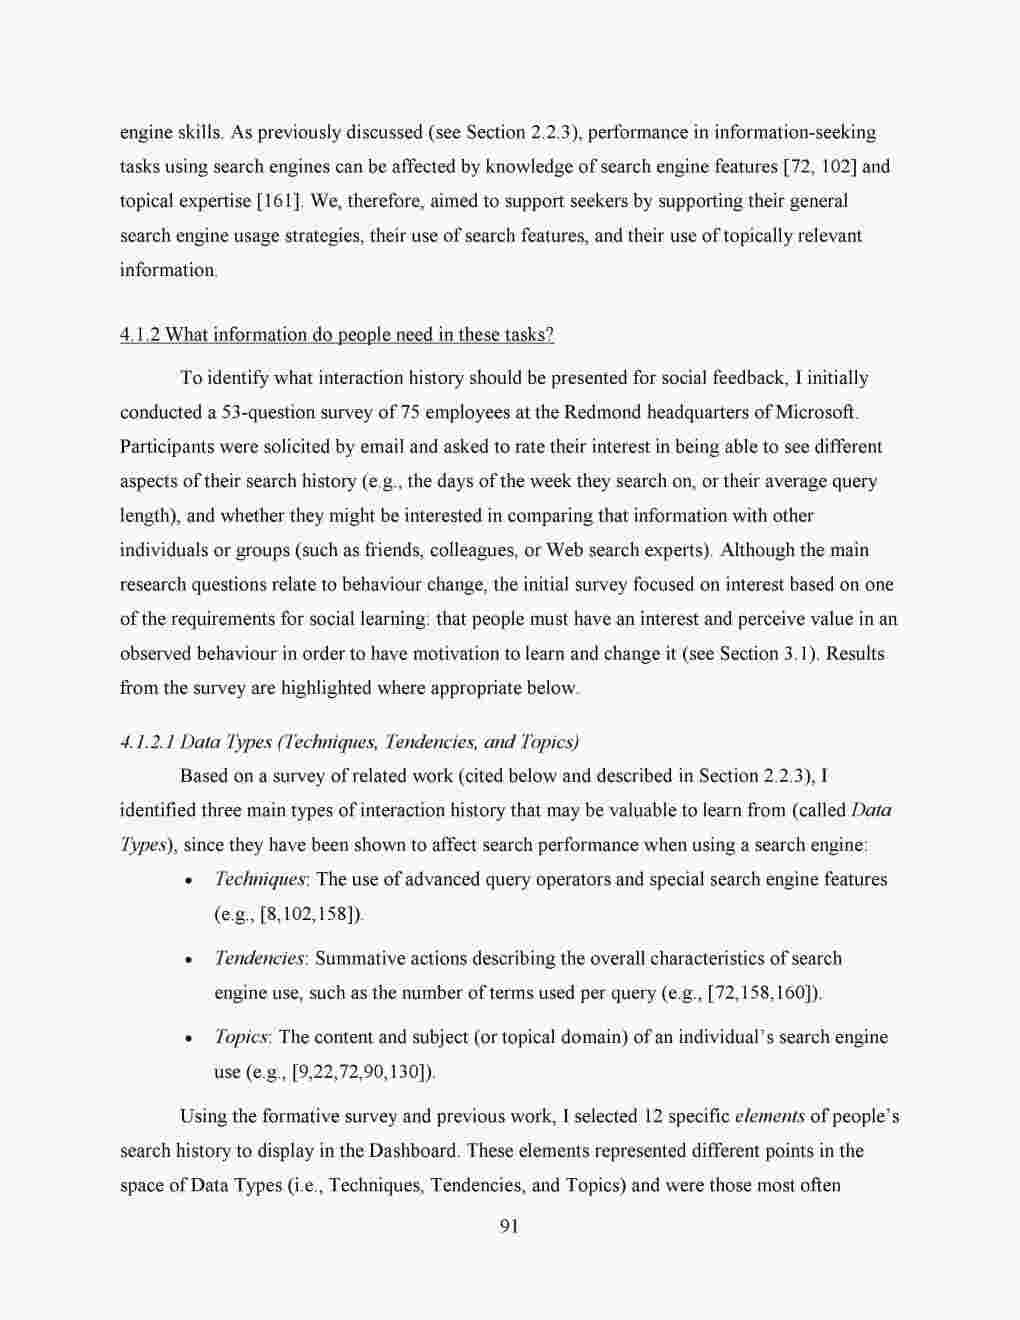 engine skills. As previously discussed (see Section 2.2.3), performance in information-seeking
tasks using search engines can be affected by knowledge of search engine features [72, 102] and
topical expertise [161]. We, therefore, aimed to support seekers by supporting their general
search engine usage strategies, their use of search features, and their use of topically relevant
information.
4.1.2 What information do people need in these tasks?
To identify what interaction history should be presented for social feedback, I initially
conducted a 53-question survey of 75 employees at the Redmond headquarters of Microsoft.
Participants were solicited by email and asked to rate their interest in being able to see different
aspects of their search history (e.g., the days of the week they search on, or their average query
length), and whether they might be interested in comparing that information with other
individuals or groups (such as friends, colleagues, or Web search experts). Although the main
research questions relate to behaviour change, the initial survey focused on interest based on one
of the requirements for social learning: that people must have an interest and perceive value in an
observed behaviour in order to have motivation to learn and change it (see Section 3.1). Results
from the survey are highlighted where appropriate below.
4.1.2.1 Data Types (Techniques, Tendencies, and Topics)
Based on a survey of related work (cited below and described in Section 2.2.3), I
identified three main types of interaction history that may be valuable to learn from (called Data
Types), since they have been shown to affect search performance when using a search engine:
• Techniques: The use of advanced query operators and special search engine features
(e.g., [8,102,158]).
• Tendencies: Summative actions describing the overall characteristics of search
engine use, such as the number of terms used per query (e.g., [72,158,160]).
• Topics: The content and subject (or topical domain) of an individual's search engine
use (e.g., [9,22,72,90,130]).
Using the formative survey and previous work, I selected 12 specific elements of people's
search history to display in the Dashboard. These elements represented different points in the
space of Data Types (i.e., Techniques, Tendencies, and Topics) and were those most often
91